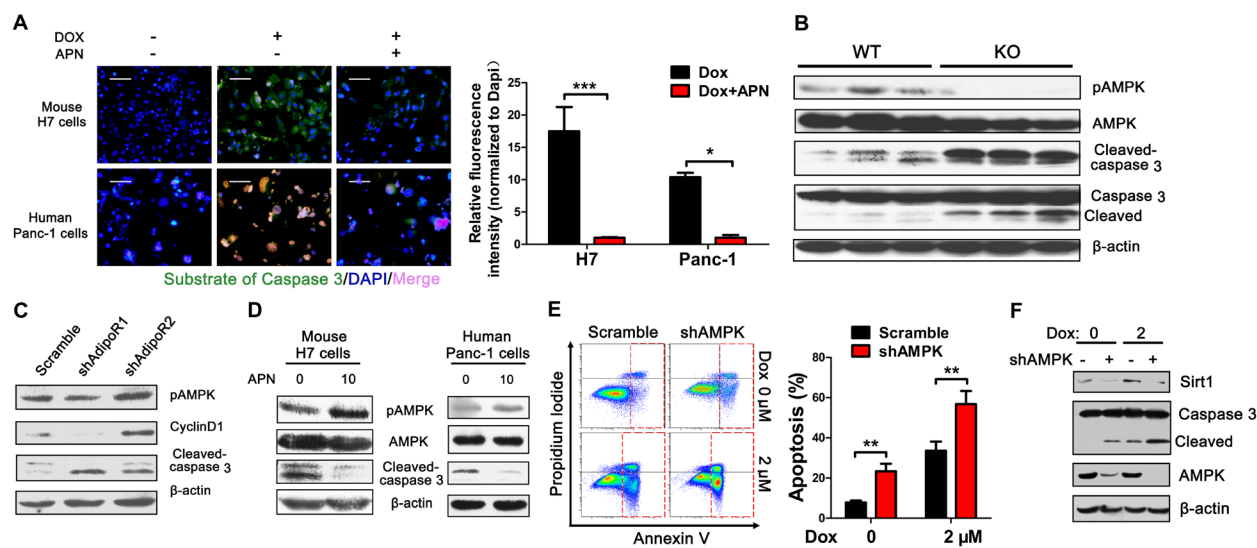 A
DOX - + +
APN - - +
Mouse
H7 cells
Human
Panc-1 cells
Substrate of Caspase 3/DAPI/Merge
Relative fluorescence
intensity (normalized to Dapi)
25
20
15
10
5
0
***
*
Dox
Dox+APN
H7 Panc-1
B
WT KO
pAMPK
AMPK
Cleaved-
caspase 3
Caspase 3
Cleaved
β-actin
C
Scramble
shAdipoR1
shAdipoR2
pAMPK
CyclinD1
Cleaved-
caspase 3
β-actin
D
Mouse
H7 cells
Human
Panc-1 cells
APN 0 10 0 10
pAMPK
AMPK
Cleaved-
caspase 3
β-actin
E
Scramble shAMPK
Propidium Iodide
Annexin V
Dox 0 μM
2 μM
Scramble
shAMPK
Apoptosis (%)
80
60
40
20
0
**
**
Dox 0 2 μM
F
Dox: 0 2
shAMPK - + - +
Sirt1
Caspase 3
Cleaved
AMPK
β-actin